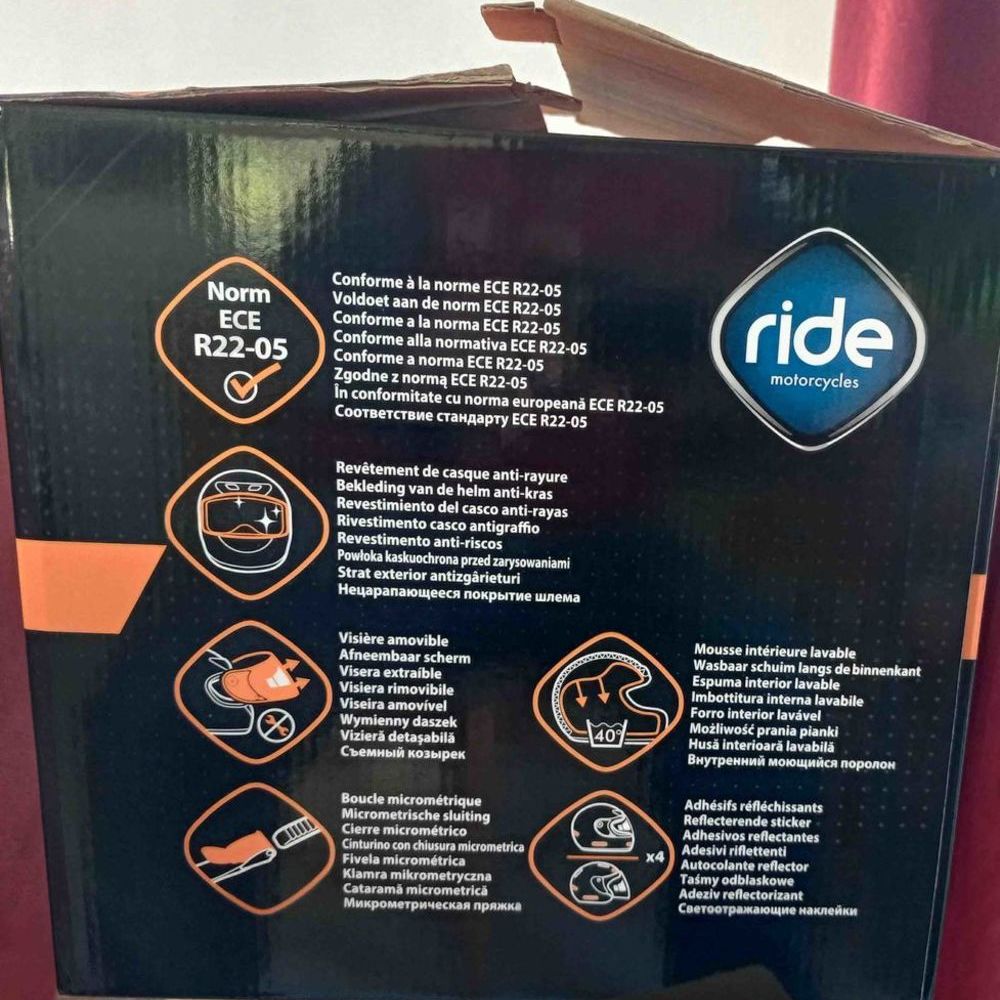 Norm
ECE
R22-05
Conforme à la norme ECE R22-05
Voldoet aan de norm ECE R22-05
Conforme a la norma ECE R22-05
Conforme alla normativa ECE R22-05
Conforme a norma ECE R22-05
Zgodne z normą ECE R22-05
În conformitate cu norma europeană ECE R22-05
Соответствие стандарту ECE R22-05
ride
motorcycles
Revêtement de casque anti-rayure
Bekleding van de helm anti-kras
Revestimiento del casco anti-rayas
Rivestimento casco antigraffio
Revestimento anti-riscos
Powłoka kaskuochrona przed zarysowaniami
Strat exterior antizgârieturi
Нецарапающееся покрытие шлема
Visière amovible
Afneembaar scherm
Visera extraíble
Visiera rimovibile
Viseira amovível
Wymienny daszek
Vizieră detașabilă
Съемный козырек
40°
Mousse intérieure lavable
Wasbaar schuim langs de binnenkant
Espuma interior lavable
Imbottitura interna lavabile
Forro interior lavável
Możliwość prania pianki
Husă interioară lavabilă
Внутренний моющийся поролон
Boucle micrométrique
Micrometrische sluiting
Cierre micrométrico
Cinturino con chiusura micrometrica
Fivela micrométrica
Klamra mikrometryczna
Cataramă micrometrică
Микрометрическая пряжка
x4
Adhésifs réfléchissants
Reflecterende sticker
Adhesivos reflectantes
Adesivi riflettenti
Autocolante reflector
Taśmy odblaskowe
Adeziv reflectorizant
Светоотражающие наклейки